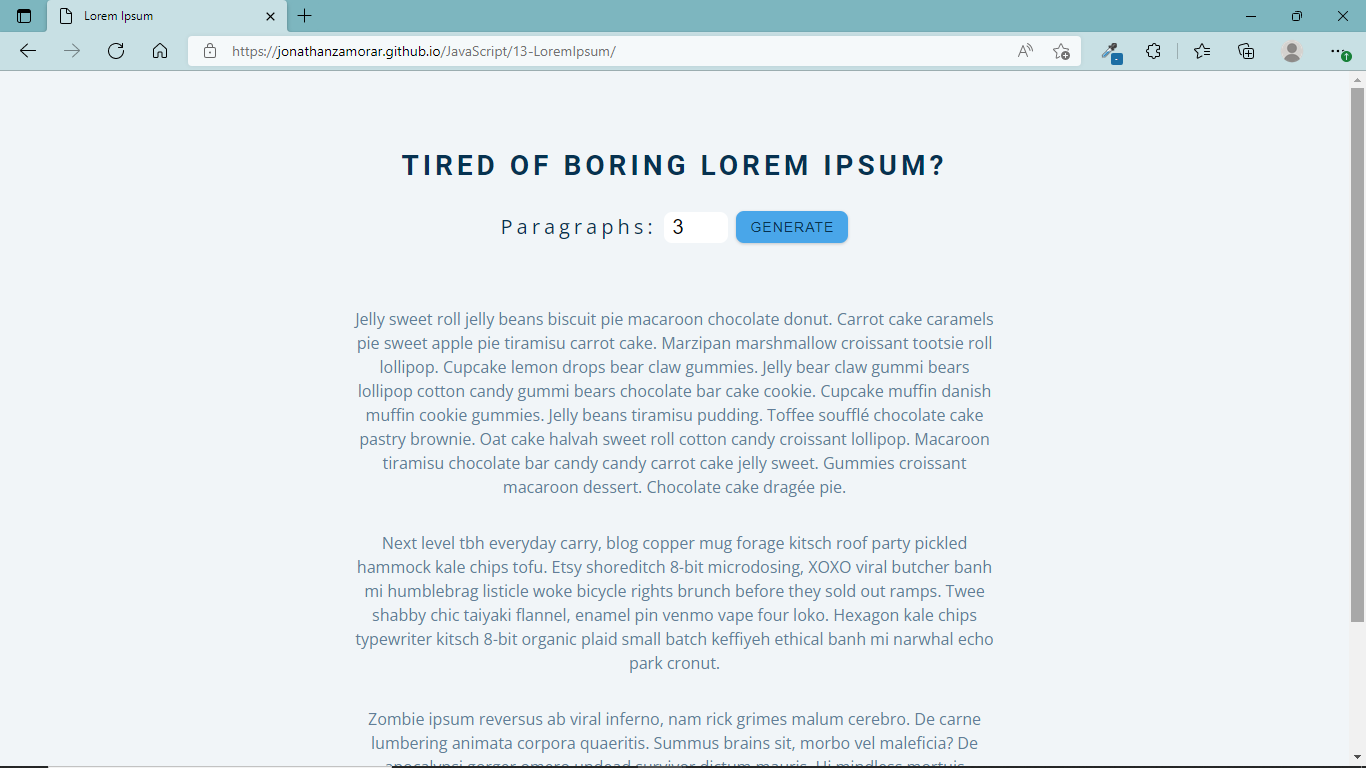 Lorem Ipsum
https://jonathanzamorar.github.io/JavaScript/13-LoremIpsum/
TIRED OF BORING LOREM IPSUM?
Paragraphs: 3 GENERATE
Jelly sweet roll jelly beans biscuit pie macaroon chocolate donut. Carrot cake caramels
pie sweet apple pie tiramisu carrot cake. Marzipan marshmallow croissant tootsie roll
lollipop. Cupcake lemon drops bear claw gummies. Jelly bear claw gummi bears
lollipop cotton candy gummi bears chocolate bar cake cookie. Cupcake muffin danish
muffin cookie gummies. Jelly beans tiramisu pudding. Toffee soufflé chocolate cake
pastry brownie. Oat cake halvah sweet roll cotton candy croissant lollipop. Macaroon
tiramisu chocolate bar candy candy carrot cake jelly sweet. Gummies croissant
macaroon dessert. Chocolate cake dragée pie.
Next level tbh everyday carry, blog copper mug forage kitsch roof party pickled
hammock kale chips tofu. Etsy shoreditch 8-bit microdosing, XOXO viral butcher banh
mi humblebrag listicle woke bicycle rights brunch before they sold out ramps. Twee
shabby chic taiyaki flannel, enamel pin venmo vape four loko. Hexagon kale chips
typewriter kitsch 8-bit organic plaid small batch keffiyeh ethical banh mi narwhal echo
park cronut.
Zombie ipsum reversus ab viral inferno, nam rick grimes malum cerebro. De carne
lumbering animata corpora quaeritis. Summus brains sit, morbo vel maleficia? De
apocalypsi gorger omero undead survivor dictum mauris. Hi mindless mortuis